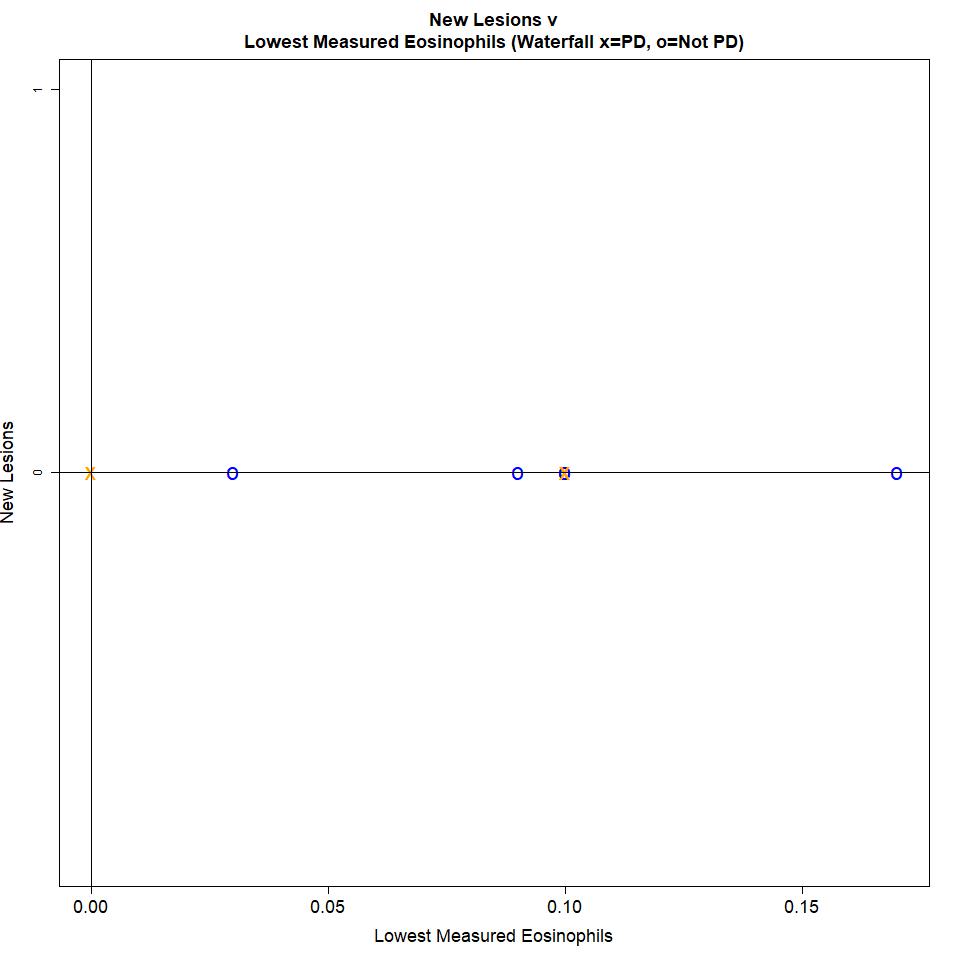 New Lesions v
Lowest Measured Eosinophils (Waterfall x=PD, o=Not PD)
1
New Lesions
0
x
o
o
o
x
o
0.00
0.05
0.10
0.15
Lowest Measured Eosinophils